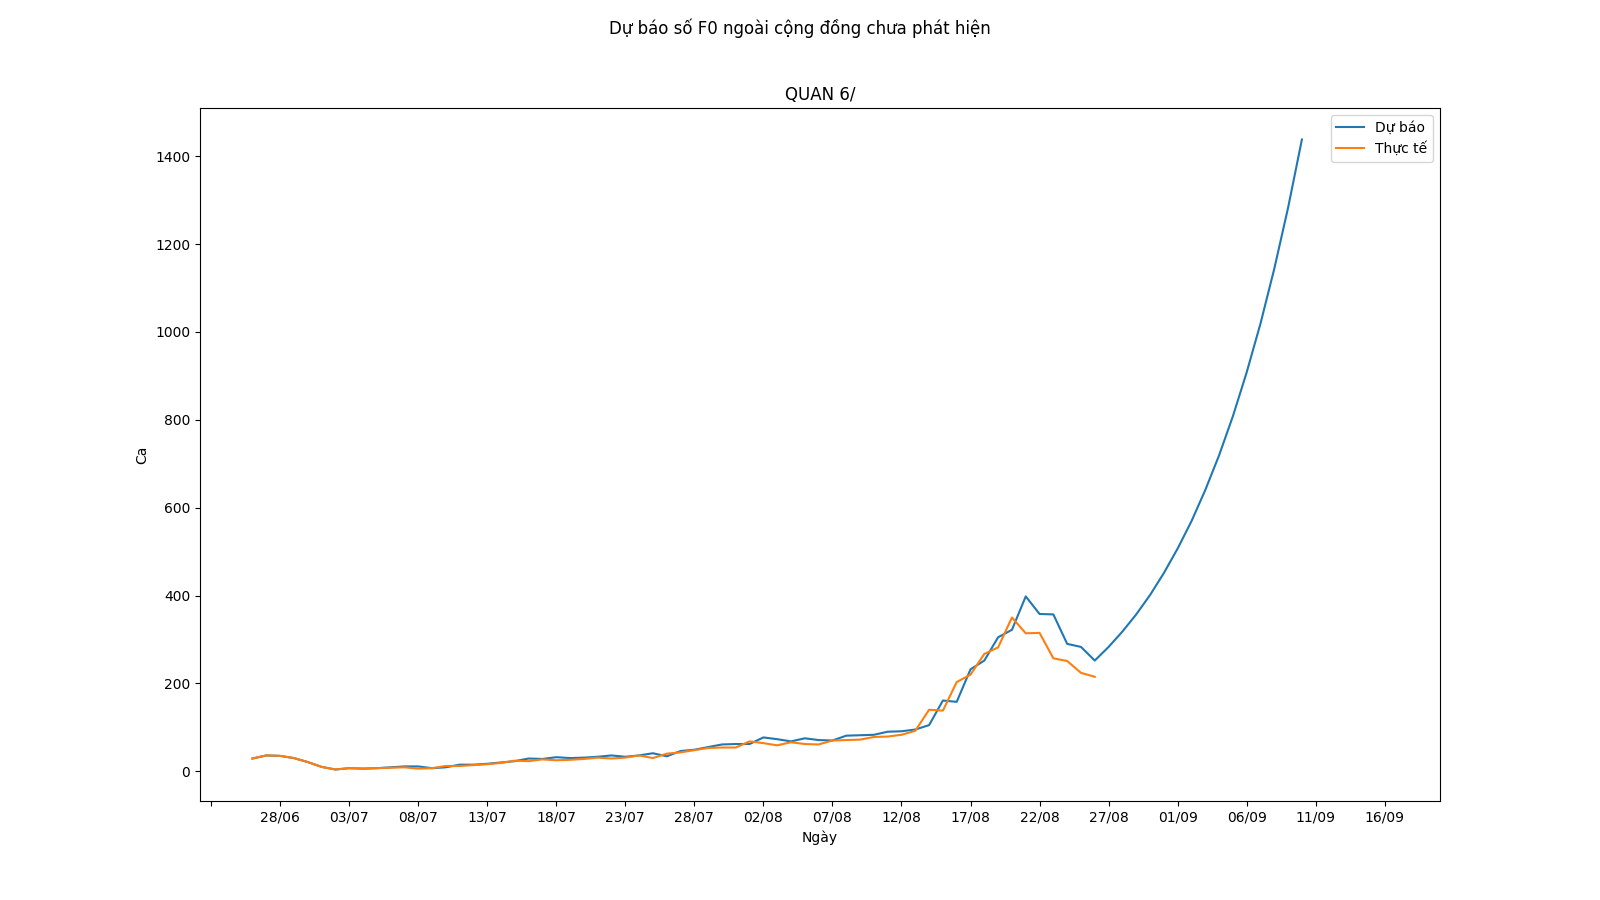 Dự báo số F0 ngoài cộng đồng chưa phát hiện
QUAN 6/
Dự báo
Thực tế
1400
1200
1000
800
600
400
200
0
Ca
28/06 03/07 08/07 13/07 18/07 23/07 28/07 02/08 07/08 12/08 17/08 22/08 27/08 01/09 06/09 11/09 16/09
Ngày